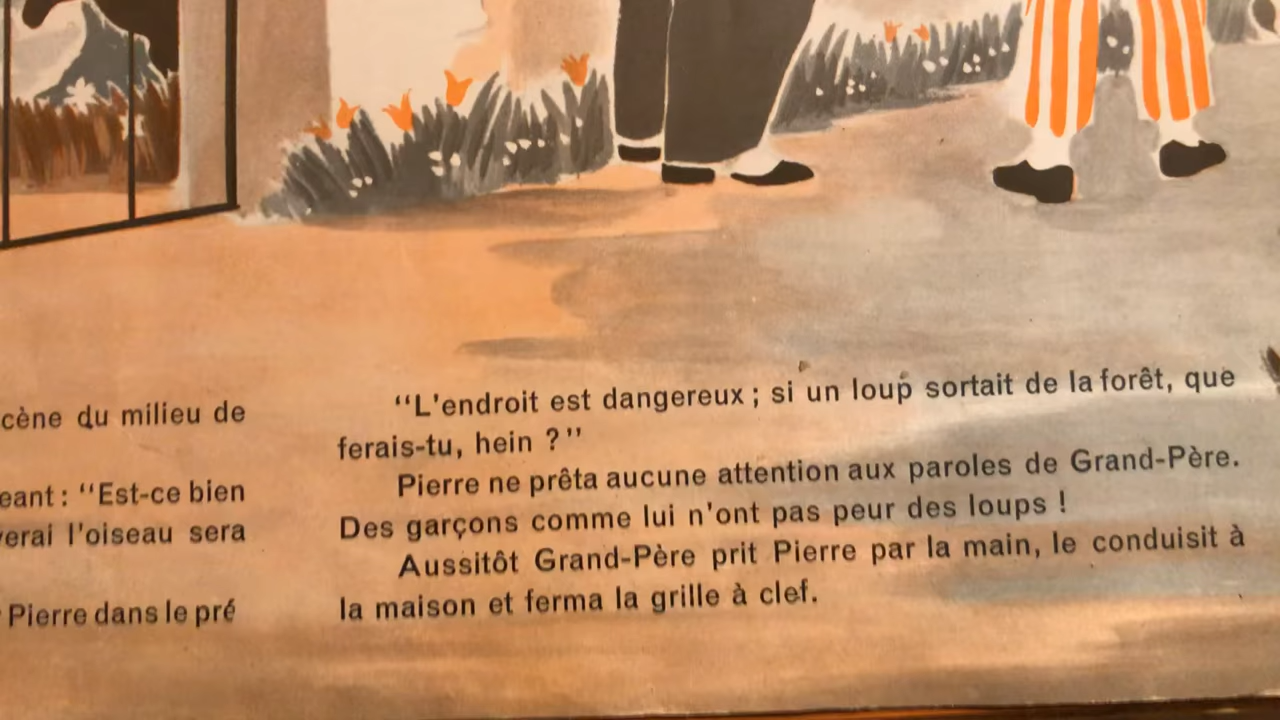 cène du milieu de
eant : “Est-ce bien
verai l'oiseau sera
Pierre dans le pré
“L'endroit est dangereux ; si un loup sortait de la forêt, que
ferais-tu, hein ?”
Pierre ne prêta aucune attention aux paroles de Grand-Père.
Des garçons comme lui n'ont pas peur des loups !
Aussitôt Grand-Père prit Pierre par la main, le conduisit à
la maison et ferma la grille à clef.